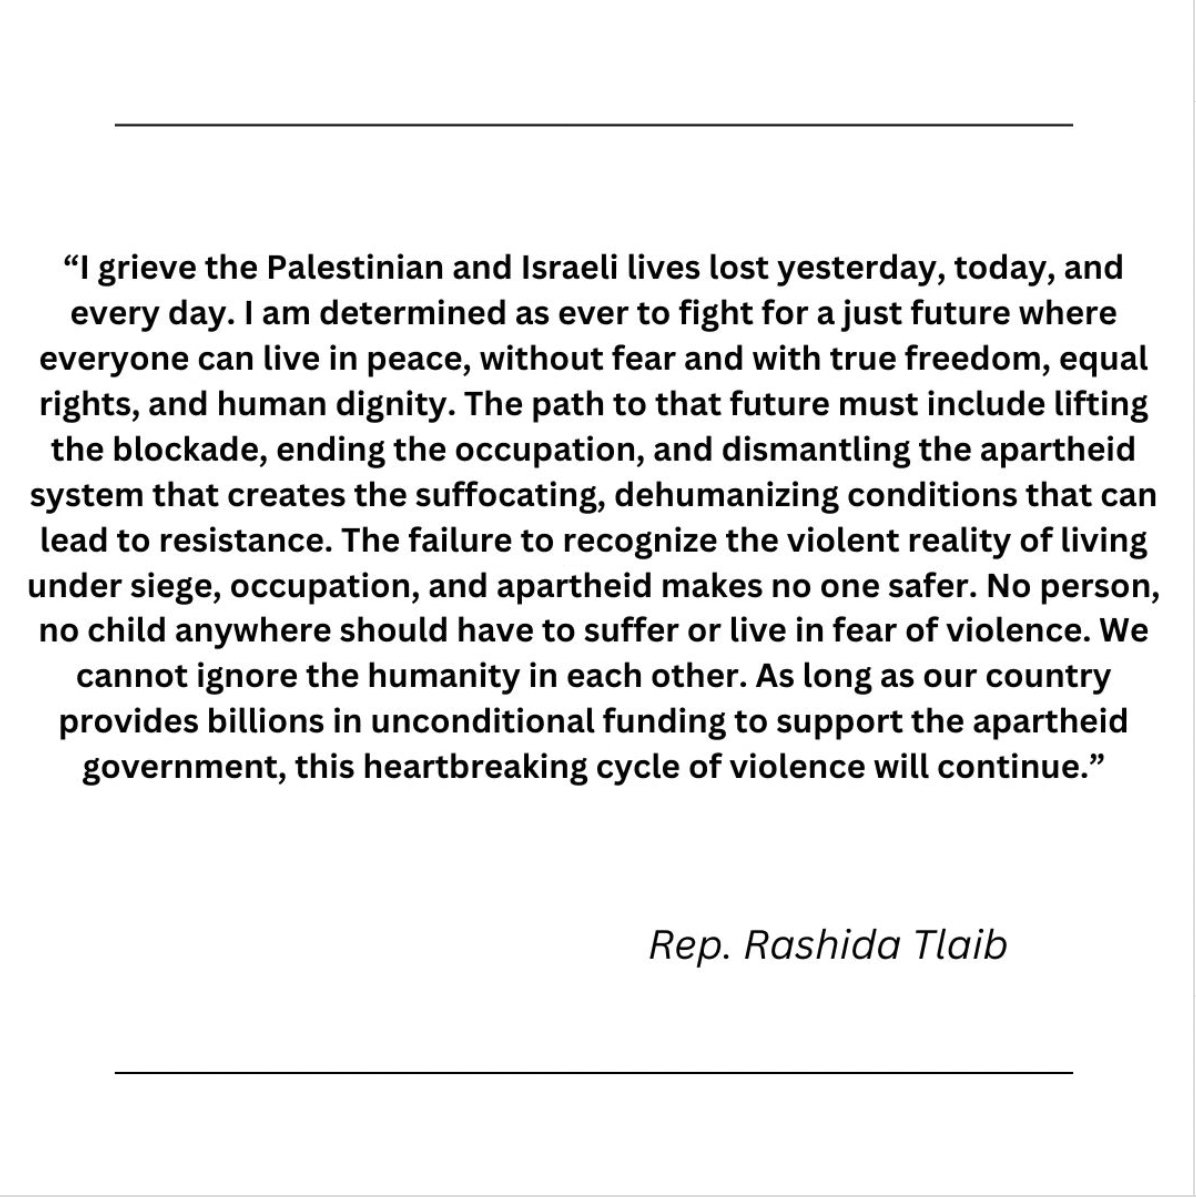 “I grieve the Palestinian and Israeli lives lost yesterday, today, and
every day. I am determined as ever to fight for a just future where
everyone can live in peace, without fear and with true freedom, equal
rights, and human dignity. The path to that future must include lifting
the blockade, ending the occupation, and dismantling the apartheid
system that creates the suffocating, dehumanizing conditions that can
lead to resistance. The failure to recognize the violent reality of living
under siege, occupation, and apartheid makes no one safer. No person,
no child anywhere should have to suffer or live in fear of violence. We
cannot ignore the humanity in each other. As long as our country
provides billions in unconditional funding to support the apartheid
government, this heartbreaking cycle of violence will continue.”
Rep. Rashida Tlaib